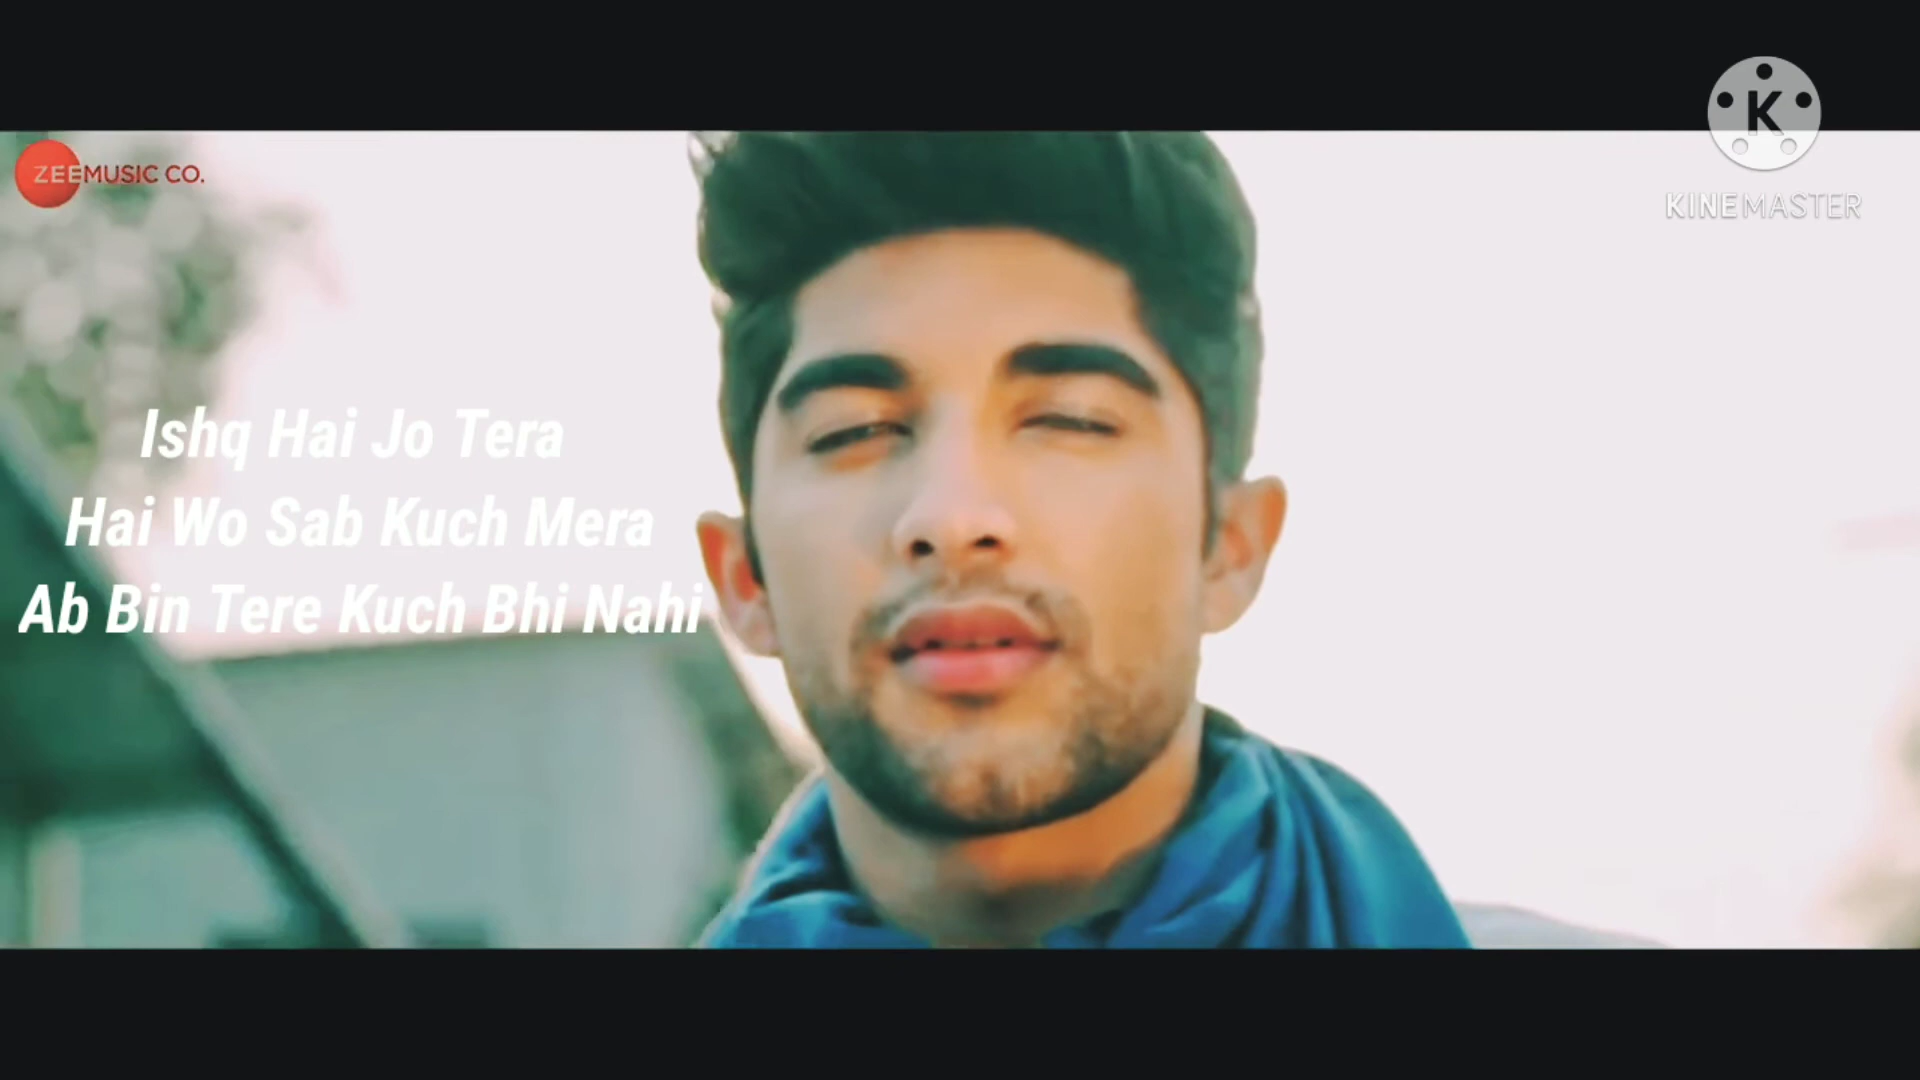 ZEEMUSIC CO.
K
KINEMASTER
Ishq Hai Jo Tera
Hai Wo Sab Kuch Mera
Ab Bin Tere Kuch Bhi Nahi